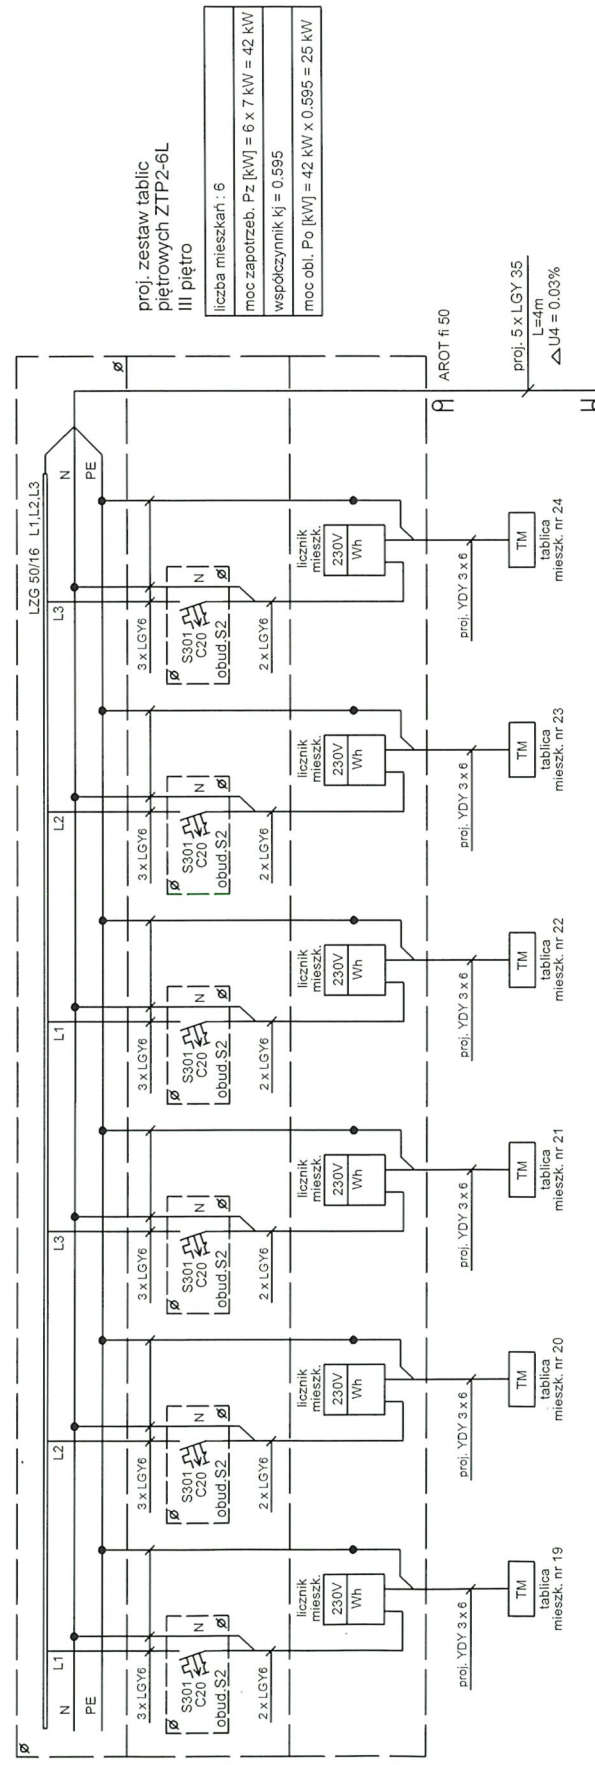 proj. zestaw tablic
piętrowych ZTP2-6L
III piętro
liczba mieszkań : 6
moc zapotrzeb. Pz [kW] = 6 x 7 kW = 42 kW
współczynnik kj = 0.595
moc obl. Po [kW] = 42 kW x 0.595 = 25 kW
LZG 50/16 L1,L2,L3
N
PE
N
PE
L1
3 x LGY6
N
S301
C20
obud.S2
2 x LGY6
licznik
mieszk.
230V
Wh
proj. YDY 3 x 6
TM
tablica
mieszk. nr 19
L2
3 x LGY6
N
S301
C20
obud.S2
2 x LGY6
licznik
mieszk.
230V
Wh
proj. YDY 3 x 6
TM
tablica
mieszk. nr 20
L3
3 x LGY6
N
S301
C20
obud.S2
2 x LGY6
licznik
mieszk.
230V
Wh
proj. YDY 3 x 6
TM
tablica
mieszk. nr 21
L1
3 x LGY6
N
S301
C20
obud.S2
2 x LGY6
licznik
mieszk.
230V
Wh
proj. YDY 3 x 6
TM
tablica
mieszk. nr 22
L2
3 x LGY6
N
S301
C20
obud.S2
2 x LGY6
licznik
mieszk.
230V
Wh
proj. YDY 3 x 6
TM
tablica
mieszk. nr 23
L3
3 x LGY6
N
S301
C20
obud.S2
2 x LGY6
licznik
mieszk.
230V
Wh
proj. YDY 3 x 6
TM
tablica
mieszk. nr 24
AROT fi 50
proj. 5 x LGY 35
L=4m
△U4 = 0.03%